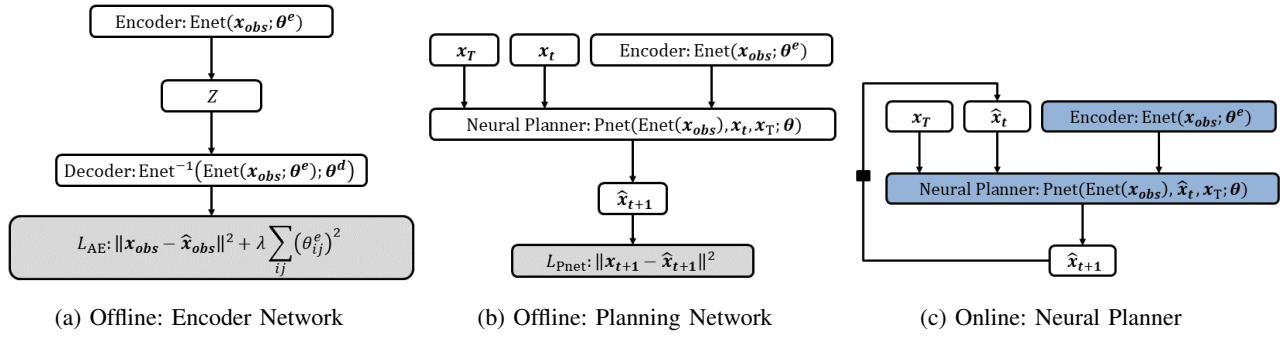 Encoder: Enet(x_obs; θ^e)
Z
Decoder: Enet⁻¹(Enet(x_obs; θ^e); θ^d)
L_AE: ‖x_obs − x̂_obs‖² + λ ∑_ij (θ^e_ij)²
(a) Offline: Encoder Network
x_T
x_t
Encoder: Enet(x_obs; θ^e)
Neural Planner: Pnet(Enet(x_obs), x_t, x_T; θ)
x̂_t+1
L_Pnet: ‖x_t+1 − x̂_t+1‖²
(b) Offline: Planning Network
x_T
x̂_t
Encoder: Enet(x_obs; θ^e)
Neural Planner: Pnet(Enet(x_obs), x̂_t, x_T; θ)
x̂_t+1
(c) Online: Neural Planner